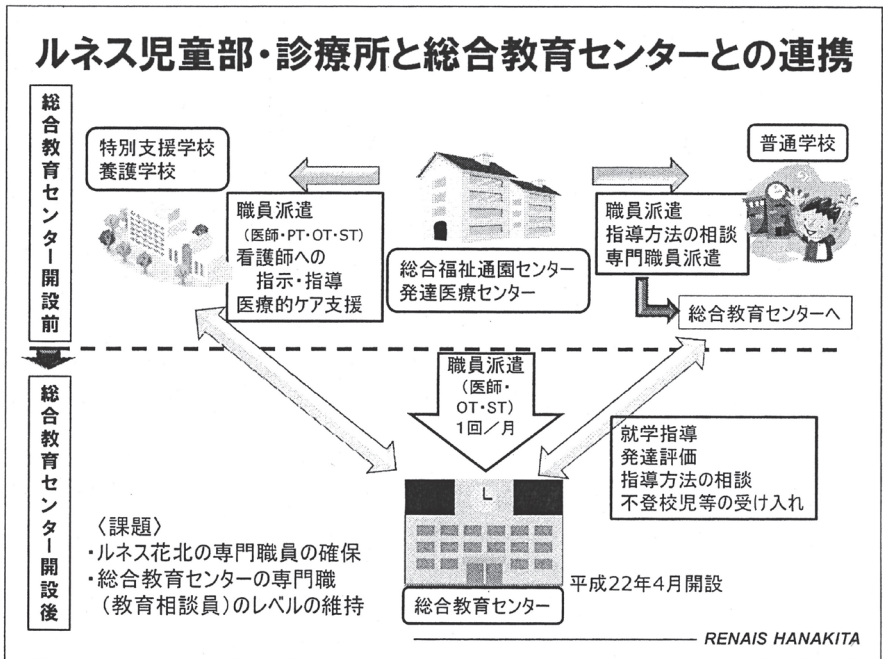 ルネス児童部・診療所と総合教育センターとの連携
総合教育センター開設前
特別支援学校
養護学校
職員派遣
（医師・PT・OT・ST）
看護師への
指示・指導
医療的ケア支援
総合福祉通園センター
発達医療センター
普通学校
職員派遣
指導方法の相談
専門職員派遣
総合教育センターへ
総合教育センター開設後
職員派遣
（医師・
OT・ST）
1回／月
就学指導
発達評価
指導方法の相談
不登校児等の受け入れ
〈課題〉
・ルネス花北の専門職員の確保
・総合教育センターの専門職
（教育相談員）のレベルの維持
総合教育センター
平成22年4月開設
RENAIS HANAKITA